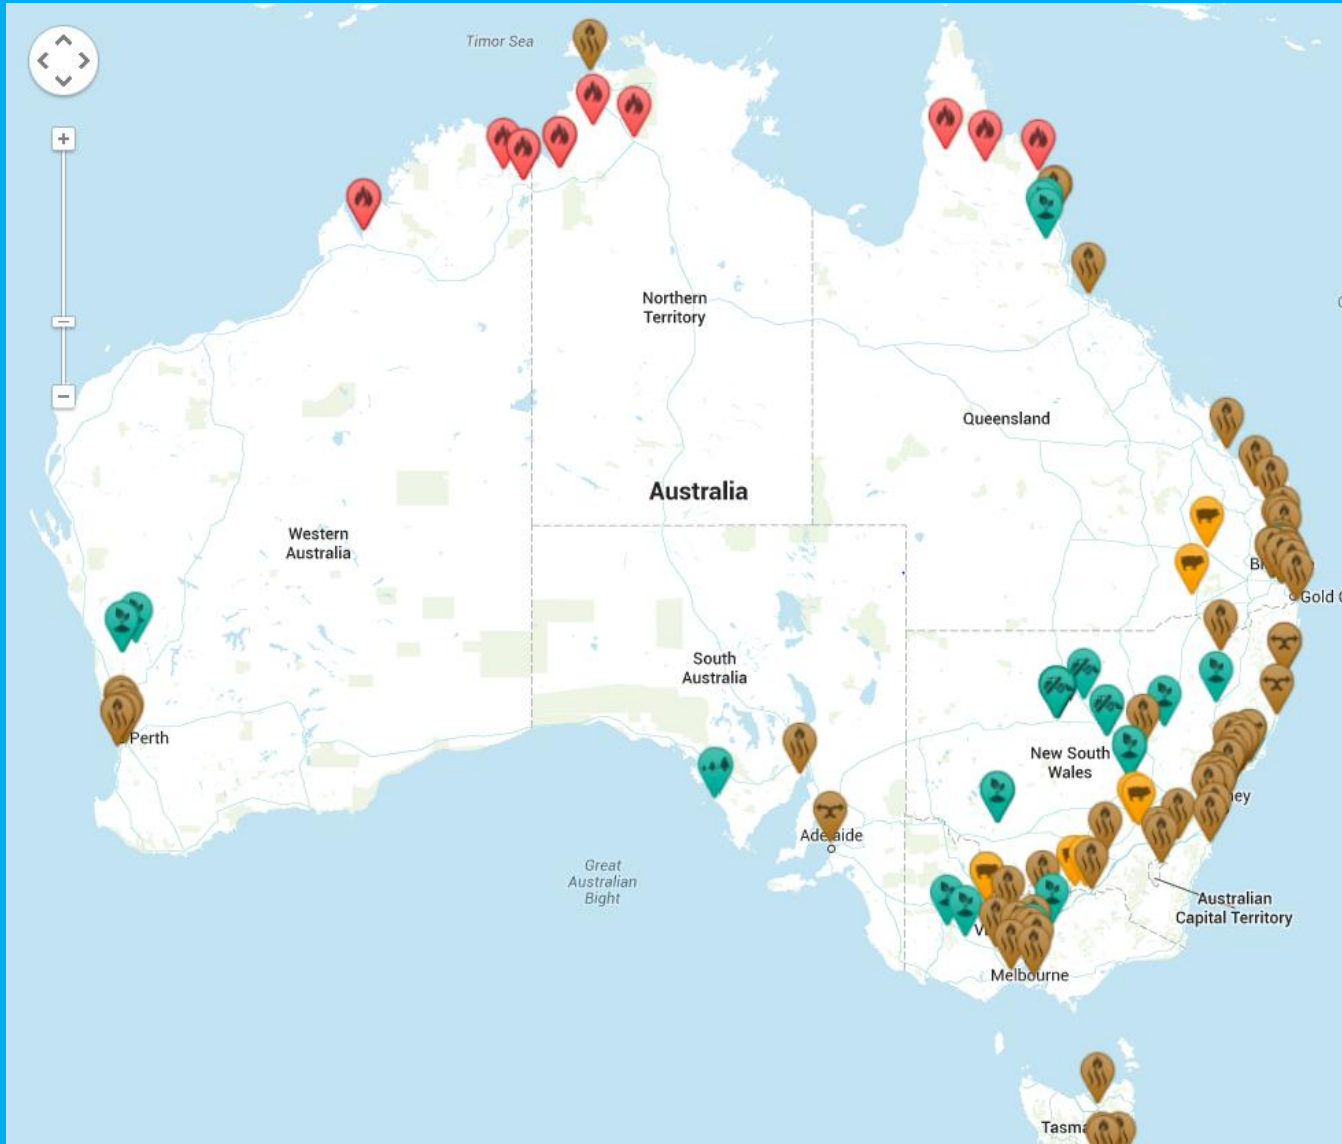 Timor Sea
Northern
Territory
Queensland
Australia
Western
Australia
Gold
South
Australia
Perth
New South
Wales
Adelaide
Great
Australian
Bight
Australian
Capital Territory
Melbourne